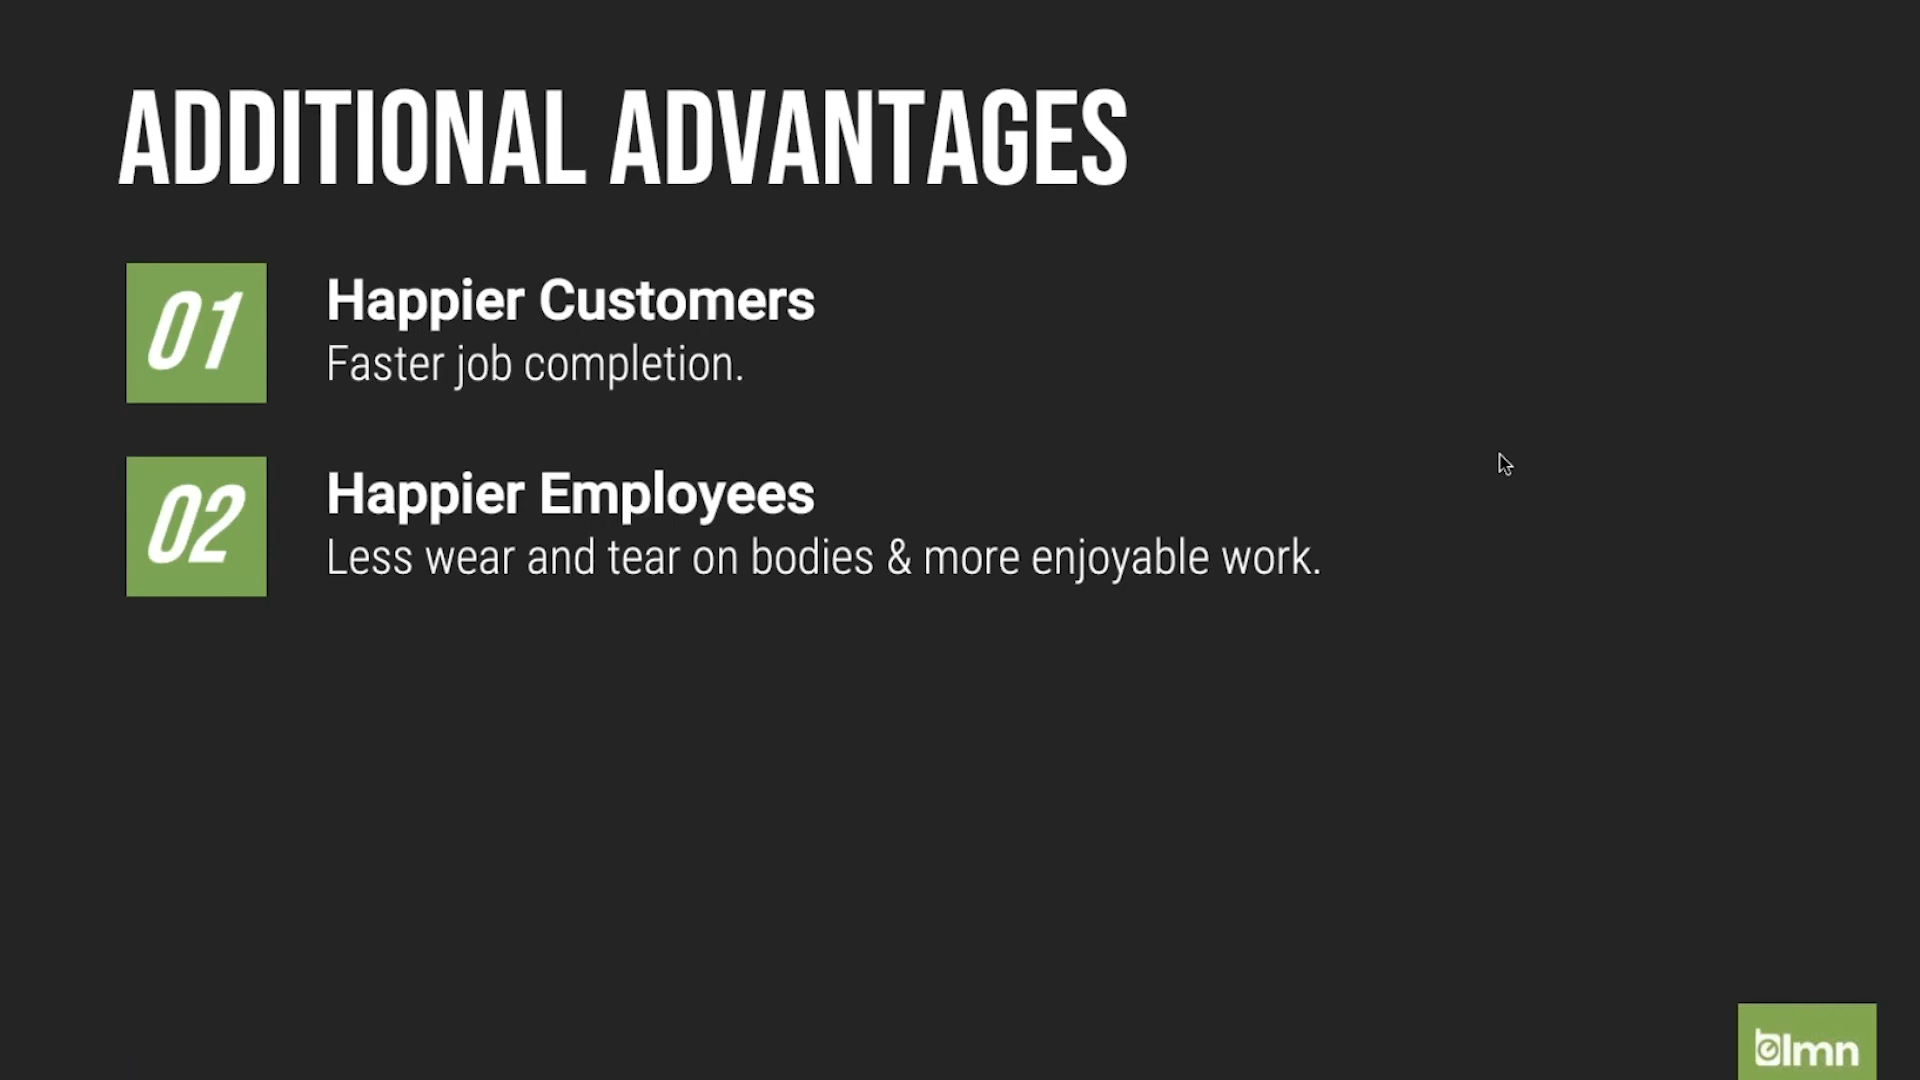 ADDITIONAL ADVANTAGES
01
Happier Customers
Faster job completion.
02
Happier Employees
Less wear and tear on bodies & more enjoyable work.
lmn